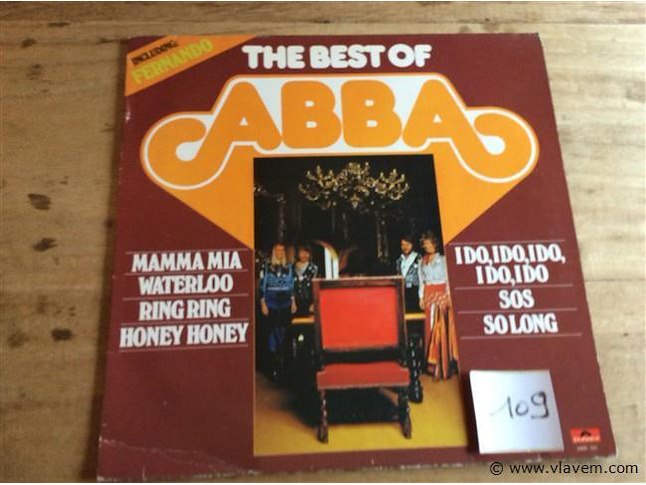 INCLUDING:
FERNANDO
THE BEST OF
ABBA
MAMMA MIA
WATERLOO
RING RING
HONEY HONEY
I DO, I DO, I DO,
I DO, I DO
SOS
SO LONG
109
© www.vlavem.com